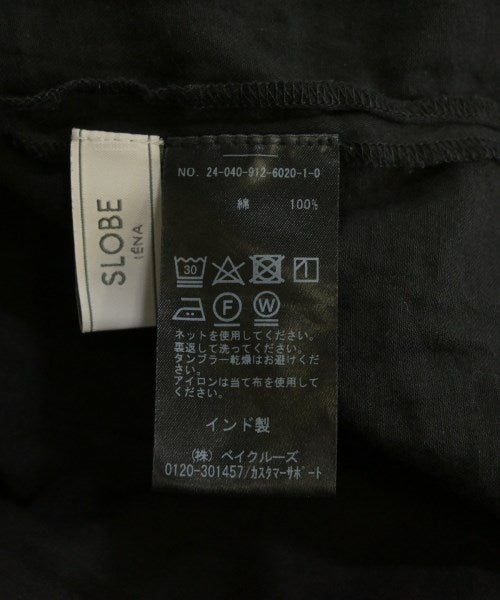 SLOBE
IÉNA
NO. 24-040-912-6020-1-0
綿 100%
30
F W
ネットを使用してください。
裏返して洗ってください。
タンブラー乾燥はお避けくだ
さい。
アイロンは当て布を使用して
ください。
インド製
(株) ベイクルーズ
0120-301457/カスタマーサポート